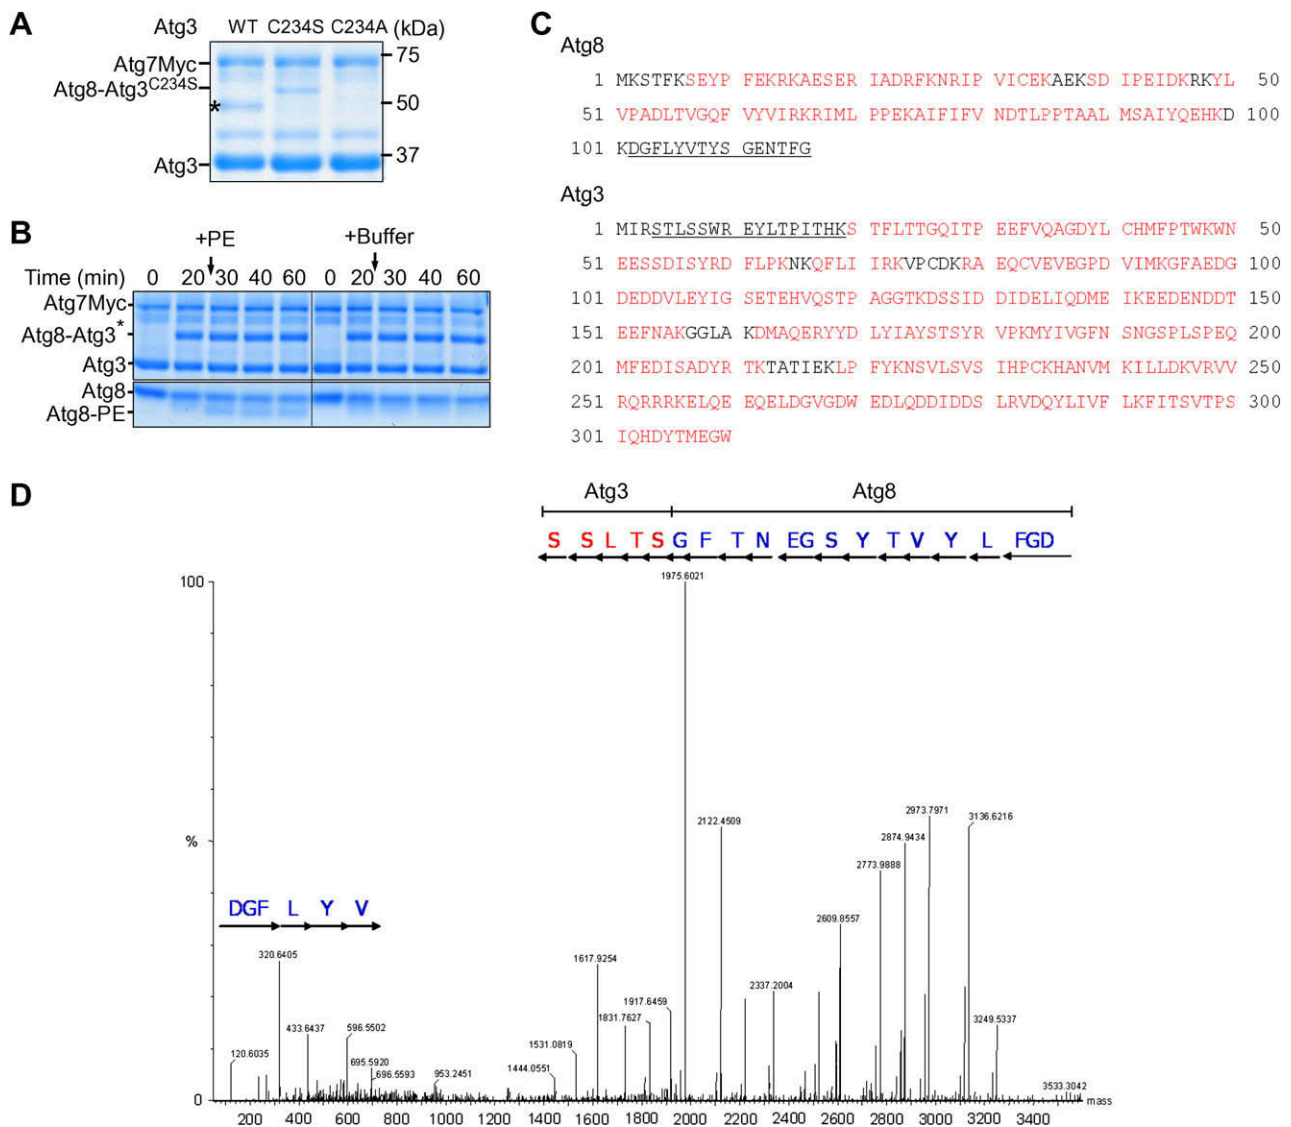 A
Atg3 WT C234S C234A (kDa)
75
Atg7Myc
Atg8-Atg3C234S
50
*
37
Atg3
B
+PE +Buffer
Time (min) 0 20 30 40 60 0 20 30 40 60
Atg7Myc
*
Atg8-Atg3
Atg3
Atg8
Atg8-PE
C
Atg8
1 MKSTFKSEYP FEKRKAESER IADRFKNRIP VICEKAEKSD IPEIDKRKYL 50
51 VPADLTVGQF VYVIRKRIML PPEKAIFIFV NDTLPPTAAL MSAIYQEHKD 100
101 KDGFLYVTYS GENTFG
Atg3
1 MIRSTLSSWR EYLTPITHKS TFLTTGQITP EEFVQAGDYL CHMFPTWKWN 50
51 EESSDISYRD FLPKNKQFLI IRKVPCDKRA EQCVEVEGPD VIMKGFAEDG 100
101 DEDDVLEYIG SETEHVQSTP AGGTKDSSID DIDELIQDME IKEEDENDDT 150
151 EEFNAKGGLA KDMAQERYYD LYIAYSTSYR VPKMYIVGFN SNGSPLSPEQ 200
201 MFEDISADYR TKTATIEKLP FYKNSVLSVS IHPCKHANVM KILLDKVRVV 250
251 RQRRRKELQE EQELDGVGDW EDLQDDIDDS LRVDQYLIVF LKFITSVTPS 300
301 IQHDYTMEGW
D
Atg3 Atg8
S S L T S G F T N EG S Y T V Y L FGD
100
1975.6021
2973.7971
3136.6216
2122.4509
2874.9434
%
2773.9888
2609.8557
DGF L Y V
320.6405
1617.9254
2337.2004
1917.6459
1831.7627
433.6437
596.5502
3249.5337
1531.0819
120.6035
695.5920
1444.0551
696.5593
953.2451
3533.3042
0
mass
200 400 600 800 1000 1200 1400 1600 1800 2000 2200 2400 2600 2800 3000 3200 3400